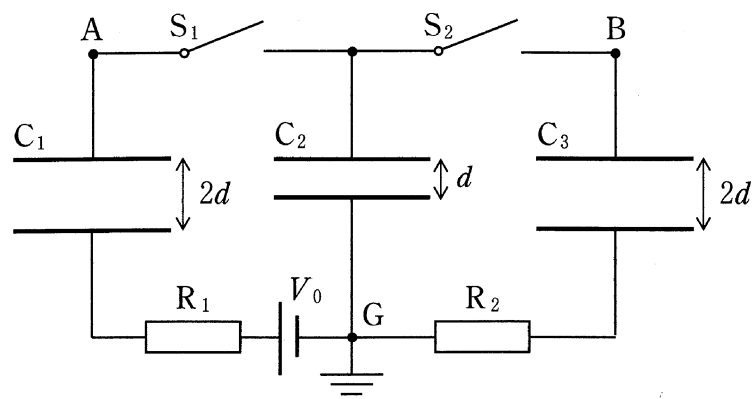 A S₁ S₂ B
C₁ 2d C₂ d C₃ 2d
R₁ V₀ G R₂